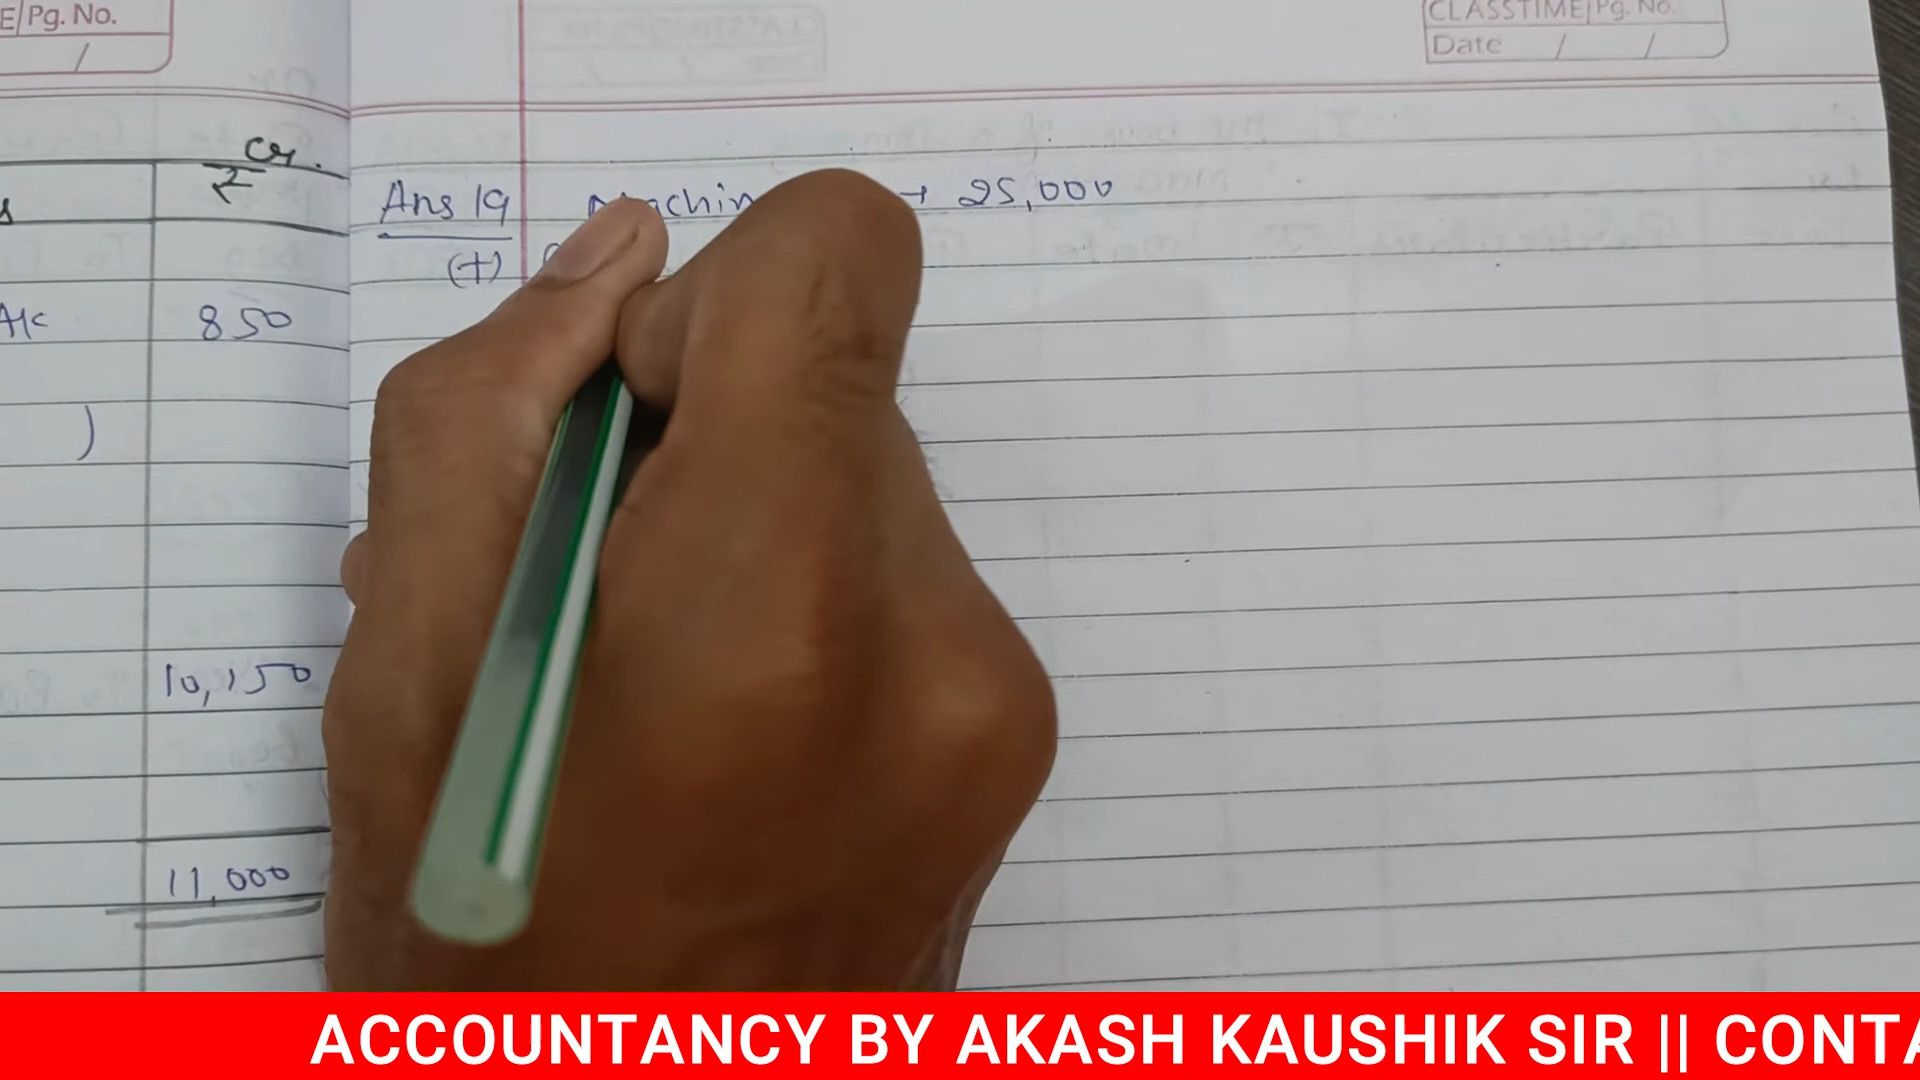 E Pg. No.
/
CLASSTIME Pg. No.
Date / /
Cr.
₹
s
A/c 850
)
10,150
11,000
Ans 19 Machin → 25,000
(+)
ACCOUNTANCY BY AKASH KAUSHIK SIR || CONTA